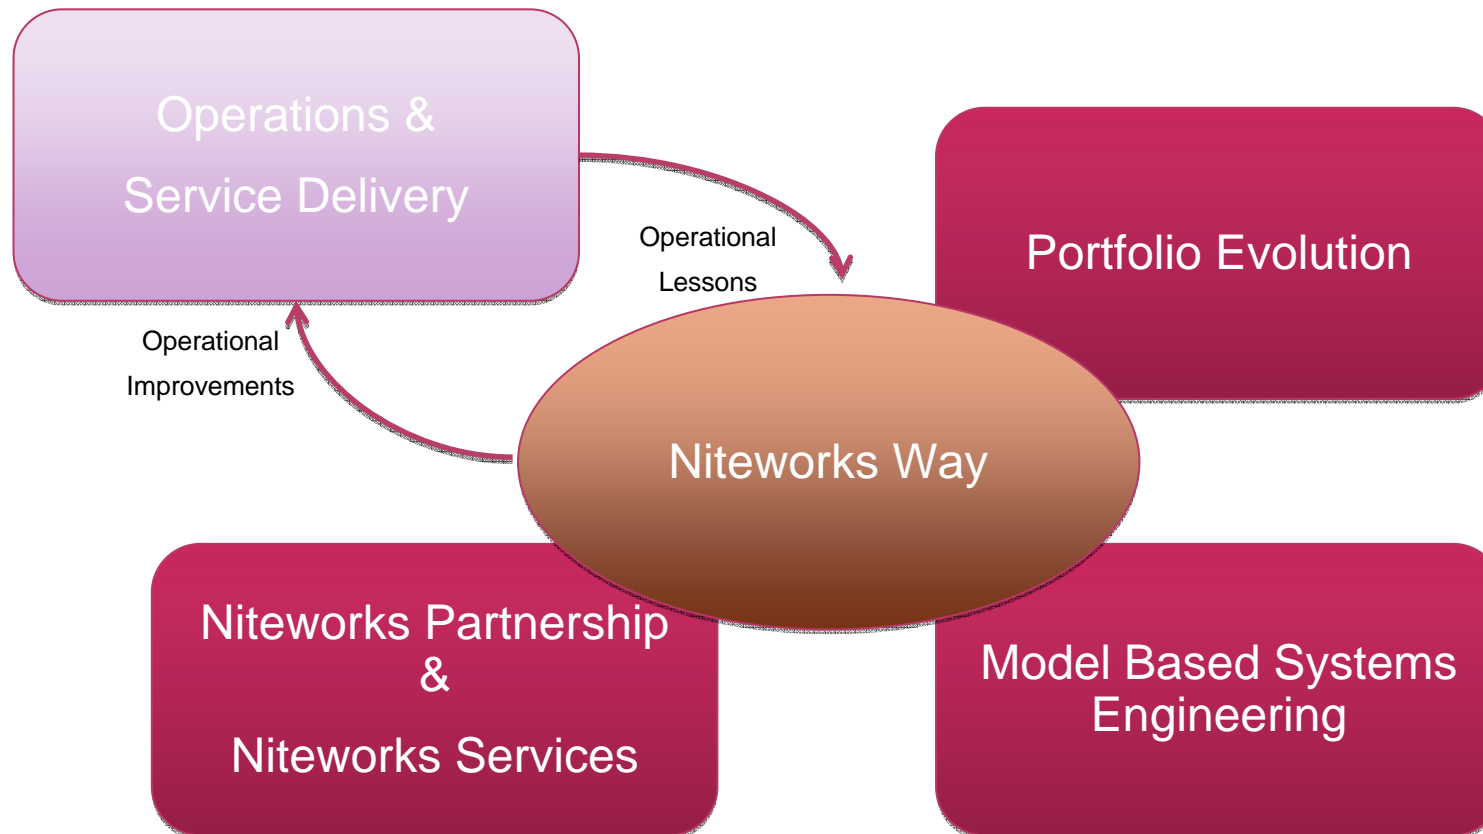 Operations &
Service Delivery
Operational
Lessons
Portfolio Evolution
Operational
Improvements
Niteworks Way
Niteworks Partnership
&
Niteworks Services
Model Based Systems
Engineering